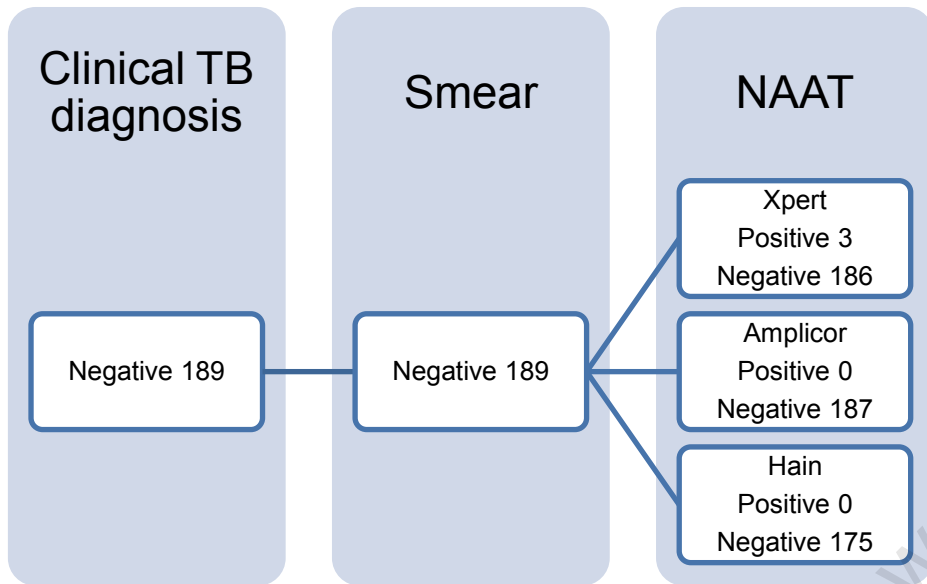 Clinical TB
diagnosis
Negative 189
Smear
Negative 189
NAAT
Xpert
Positive 3
Negative 186
Amplicor
Positive 0
Negative 187
Hain
Positive 0
Negative 175